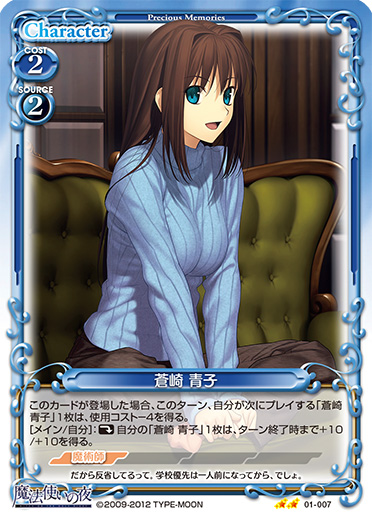 Precious Memories
Character
COST
2
SOURCE
2
蒼崎 青子
このカードが登場した場合、このターン、自分が次にプレイする「蒼崎
青子」1枚は、使用コスト-4を得る。
[メイン/自分]: 自分の「蒼崎 青子」1枚は、ターン終了時まで+10
/+10を得る。
魔術師
だから反省してるって。学校優先は一人前になってから、でしょ。
魔法使いの夜
©2009-2012 TYPE-MOON
01-007